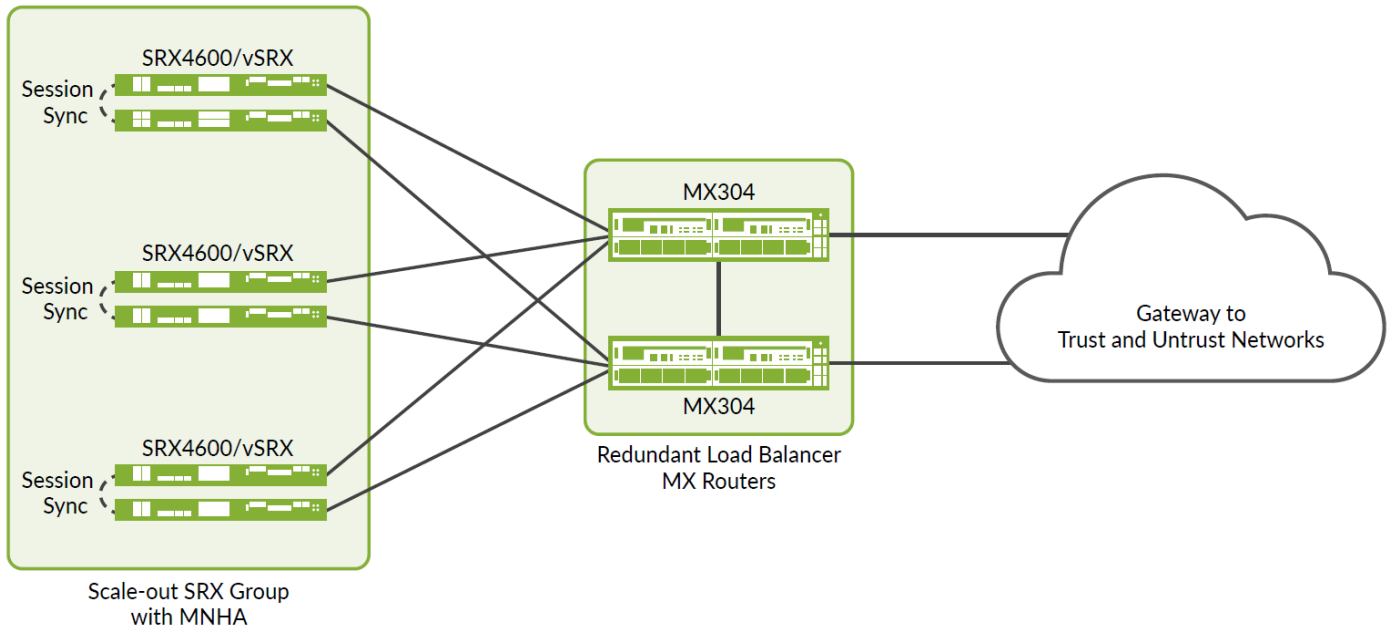 SRX4600/vSRX
Session
Sync
SRX4600/vSRX
Session
Sync
SRX4600/vSRX
Session
Sync
Scale-out SRX Group
with MNHA
MX304
MX304
Redundant Load Balancer
MX Routers
Gateway to
Trust and Untrust Networks